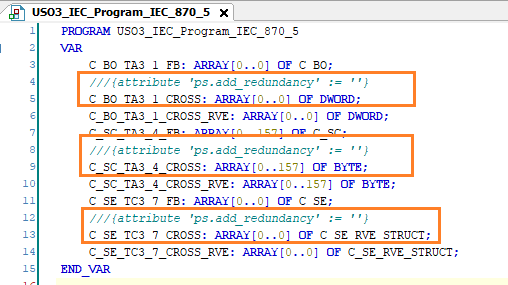 USO3_IEC_Program_IEC_870_5
1 PROGRAM USO3_IEC_Program_IEC_870_5
2 VAR
3 C_BO_TA3_1_FB: ARRAY[0..0] OF C_BO;
4 ///{attribute 'ps.add_redundancy' := ''}
5 C_BO_TA3_1_CROSS: ARRAY[0..0] OF DWORD;
6 C_BO_TA3_1_CROSS_RVE: ARRAY[0..0] OF DWORD;
7 C_SC_TA3_4_FB: ARRAY[0..157] OF C_SC;
8 ///{attribute 'ps.add_redundancy' := ''}
9 C_SC_TA3_4_CROSS: ARRAY[0..157] OF BYTE;
10 C_SC_TA3_4_CROSS_RVE: ARRAY[0..157] OF BYTE;
11 C_SE_TC3_7_FB: ARRAY[0..0] OF C_SE;
12 ///{attribute 'ps.add_redundancy' := ''}
13 C_SE_TC3_7_CROSS: ARRAY[0..0] OF C_SE_RVE_STRUCT;
14 C_SE_TC3_7_CROSS_RVE: ARRAY[0..0] OF C_SE_RVE_STRUCT;
15 END_VAR